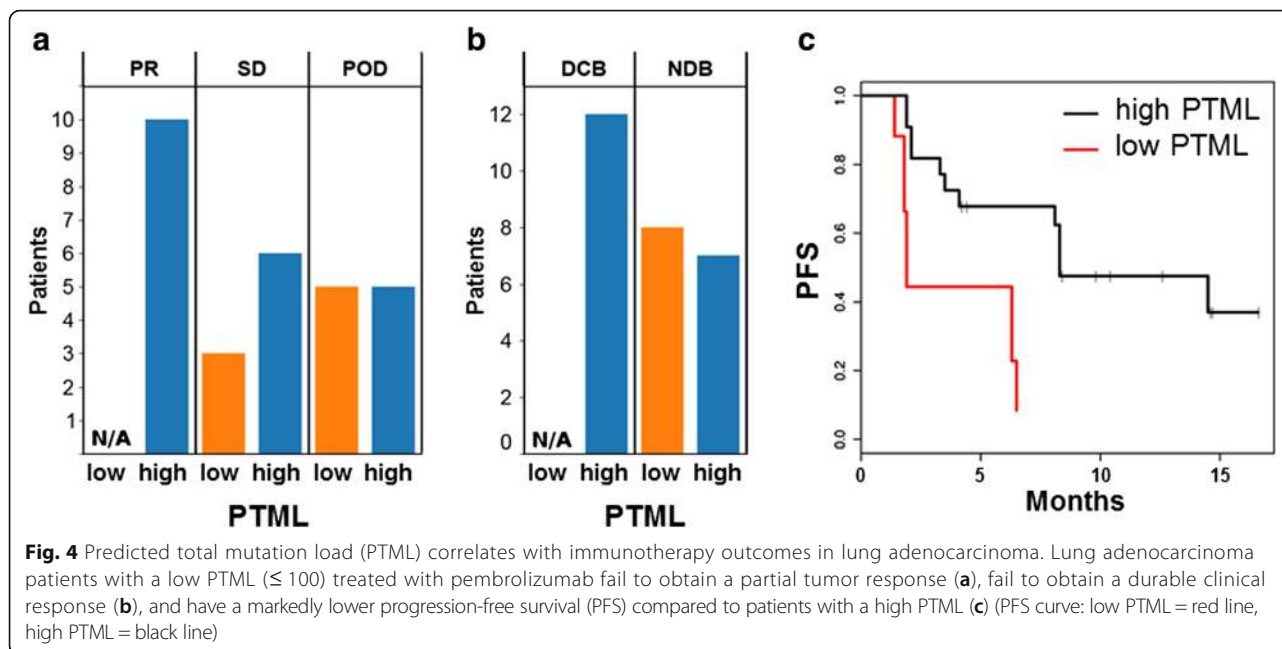 a
PR SD POD
Patients
10
9
8
7
6
5
4
3
2
1
N/A
low high low high low high
PTML
b
DCB NDB
Patients
12
10
8
6
4
2
0
N/A
low high low high
PTML
c
high PTML
low PTML
PFS
1.0
0.8
0.6
0.4
0.2
0.0
0 5 10 15
Months
Fig. 4 Predicted total mutation load (PTML) correlates with immunotherapy outcomes in lung adenocarcinoma. Lung adenocarcinoma
patients with a low PTML (≤ 100) treated with pembrolizumab fail to obtain a partial tumor response (a), fail to obtain a durable clinical
response (b), and have a markedly lower progression-free survival (PFS) compared to patients with a high PTML (c) (PFS curve: low PTML = red line,
high PTML = black line)